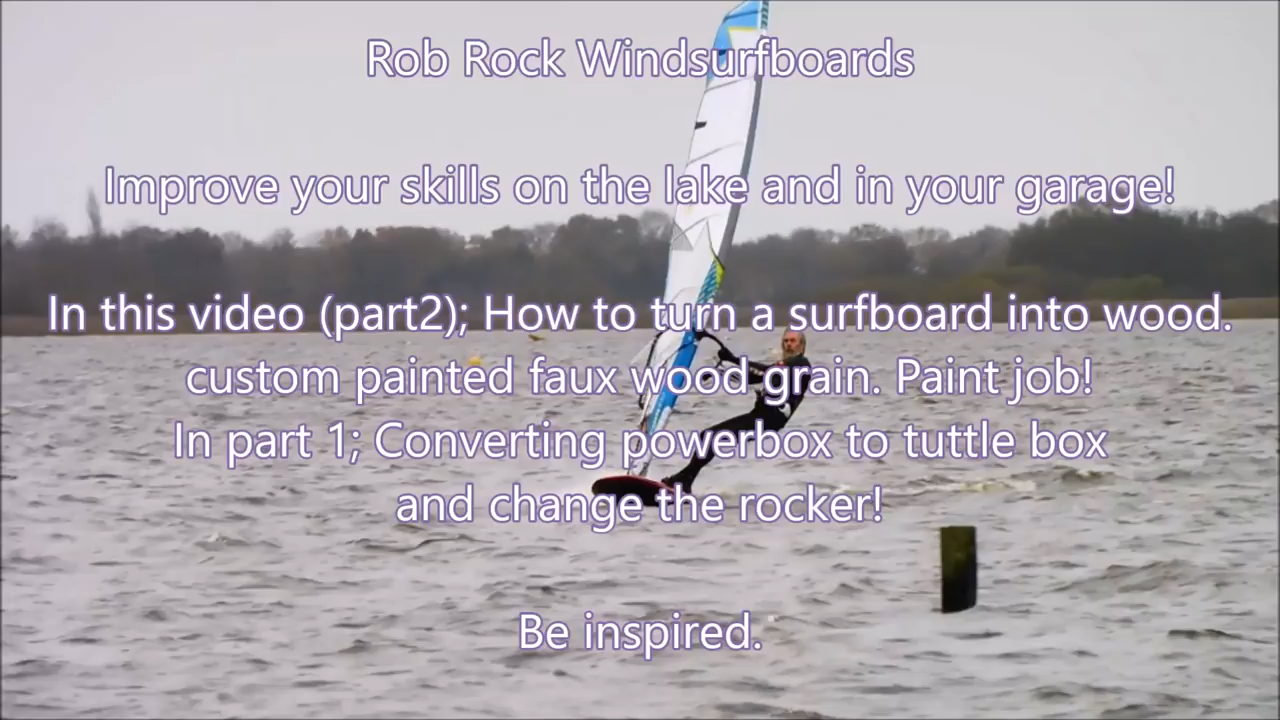 Rob Rock Windsurfboards
Improve your skills on the lake and in your garage!
In this video (part2); How to turn a surfboard into wood.
custom painted faux wood grain. Paint job!
In part 1; Converting powerbox to tuttle box
and change the rocker!
Be inspired.